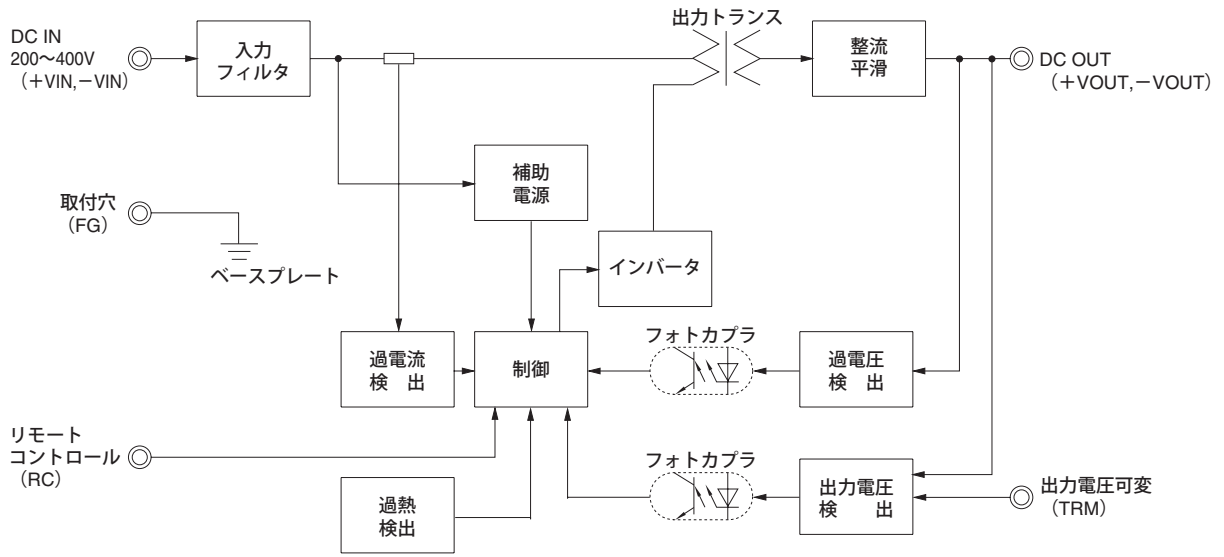 出力トランス
DC IN
200～400V
（＋VIN,－VIN）
入力
フィルタ
整流
平滑
DC OUT
（＋VOUT,－VOUT）
補助
電源
取付穴
（FG）
ベースプレート
インバータ
過電流
検　出
制御
フォトカプラ
過電圧
検　出
リモート
コントロール
（RC）
フォトカプラ
過熱
検出
出力電圧
検　　出
出力電圧可変
（TRM）